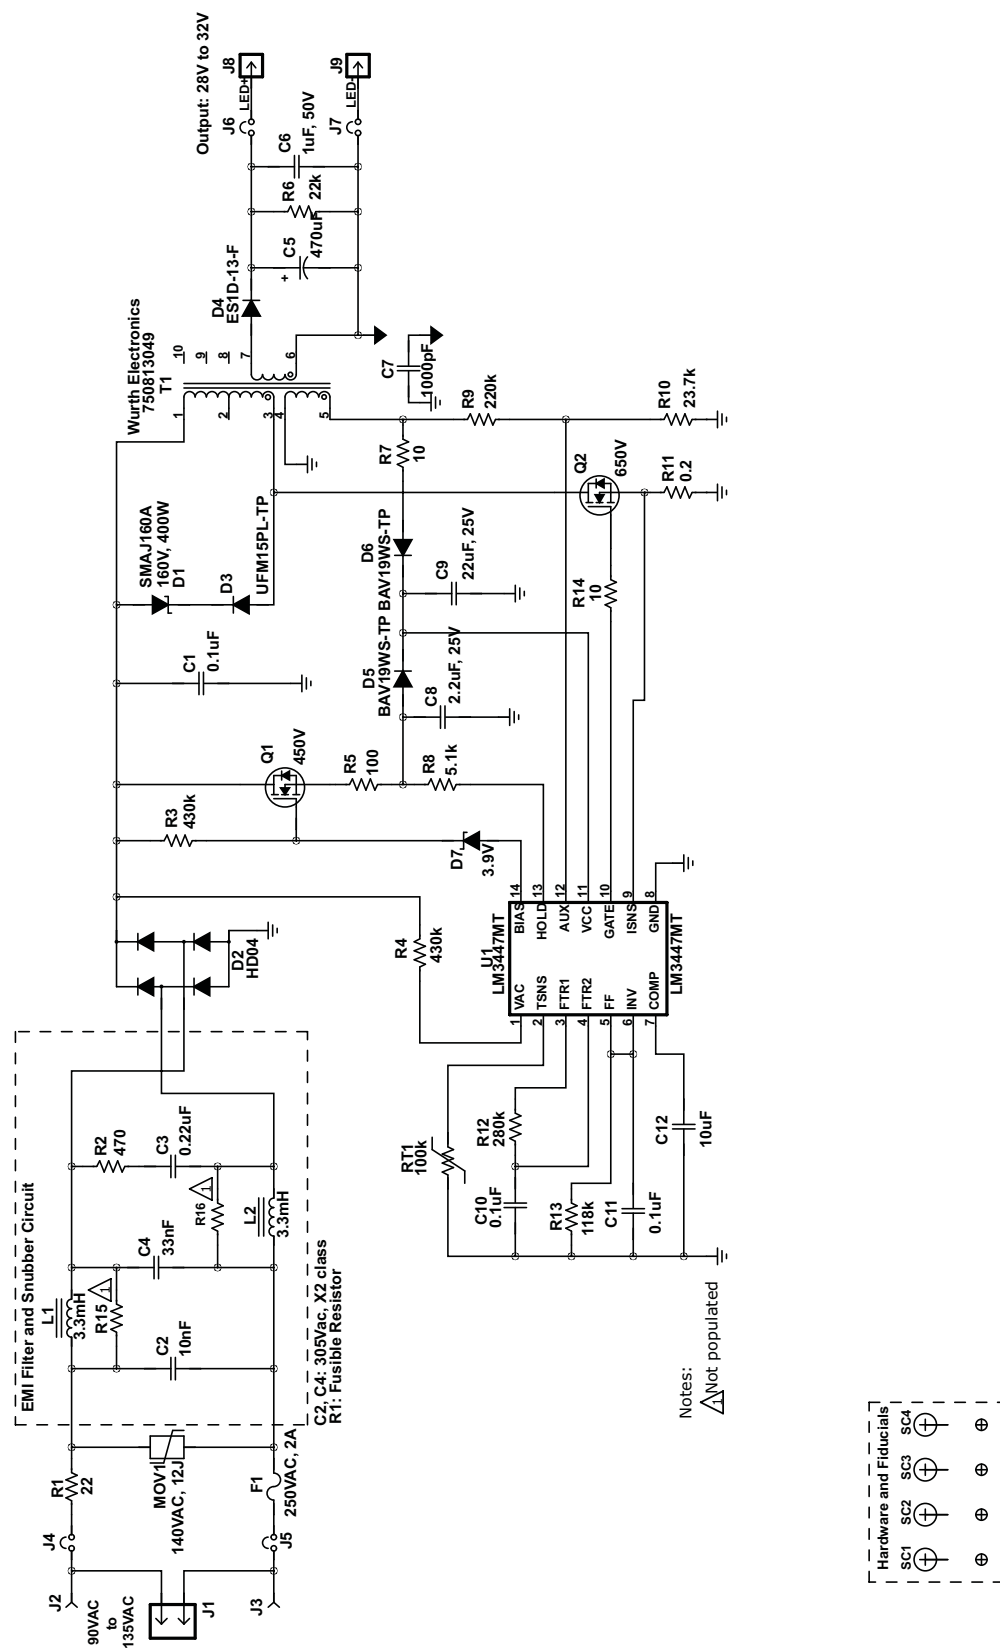 90VAC
to
135VAC
J2
J1
J3
J4
J5
R1
22
MOV1
140VAC, 12J
F1
250VAC, 2A
EMI Filter and Snubber Circuit
L1
3.3mH
R15
1
C2
10nF
C4
33nF
R16
1
L2
3.3mH
R2
470
C3
0.22uF
C2, C4: 305Vac, X2 class
R1: Fusible Resistor
D2
HD04
R3
430k
Q1
450V
R4
430k
R5
100
R8
5.1k
D7
3.9V
C1
0.1uF
SMAJ160A
160V, 400W
D1
D3
UFM15PL-TP
D5
BAV19WS-TP
C8
2.2uF, 25V
D6
BAV19WS-TP
C9
22uF, 25V
R7
10
Wurth Electronics
750813049
T1
1
2
3
4
5
10
9
8
7
6
D4
ES1D-13-F
+
C5
470uF
R6
22k
C6
1uF, 50V
Output: 28V to 32V
J6
J8
LED+
J7
J9
LED-
C7
1000pF
R9
220k
R10
23.7k
Q2
650V
R11
0.2
R14
10
U1
LM3447MT
1 VAC
2 TSNS
3 FTR1
4 FTR2
5 FF
6 INV
7 COMP
BIAS 14
HOLD 13
AUX 12
VCC 11
GATE 10
ISNS 9
GND 8
LM3447MT
RT1
100k
R12
280k
C10
0.1uF
R13
118k
C11
0.1uF
C12
10uF
Notes:
1 Not populated
Hardware and Fiducials
SC1 SC2 SC3 SC4